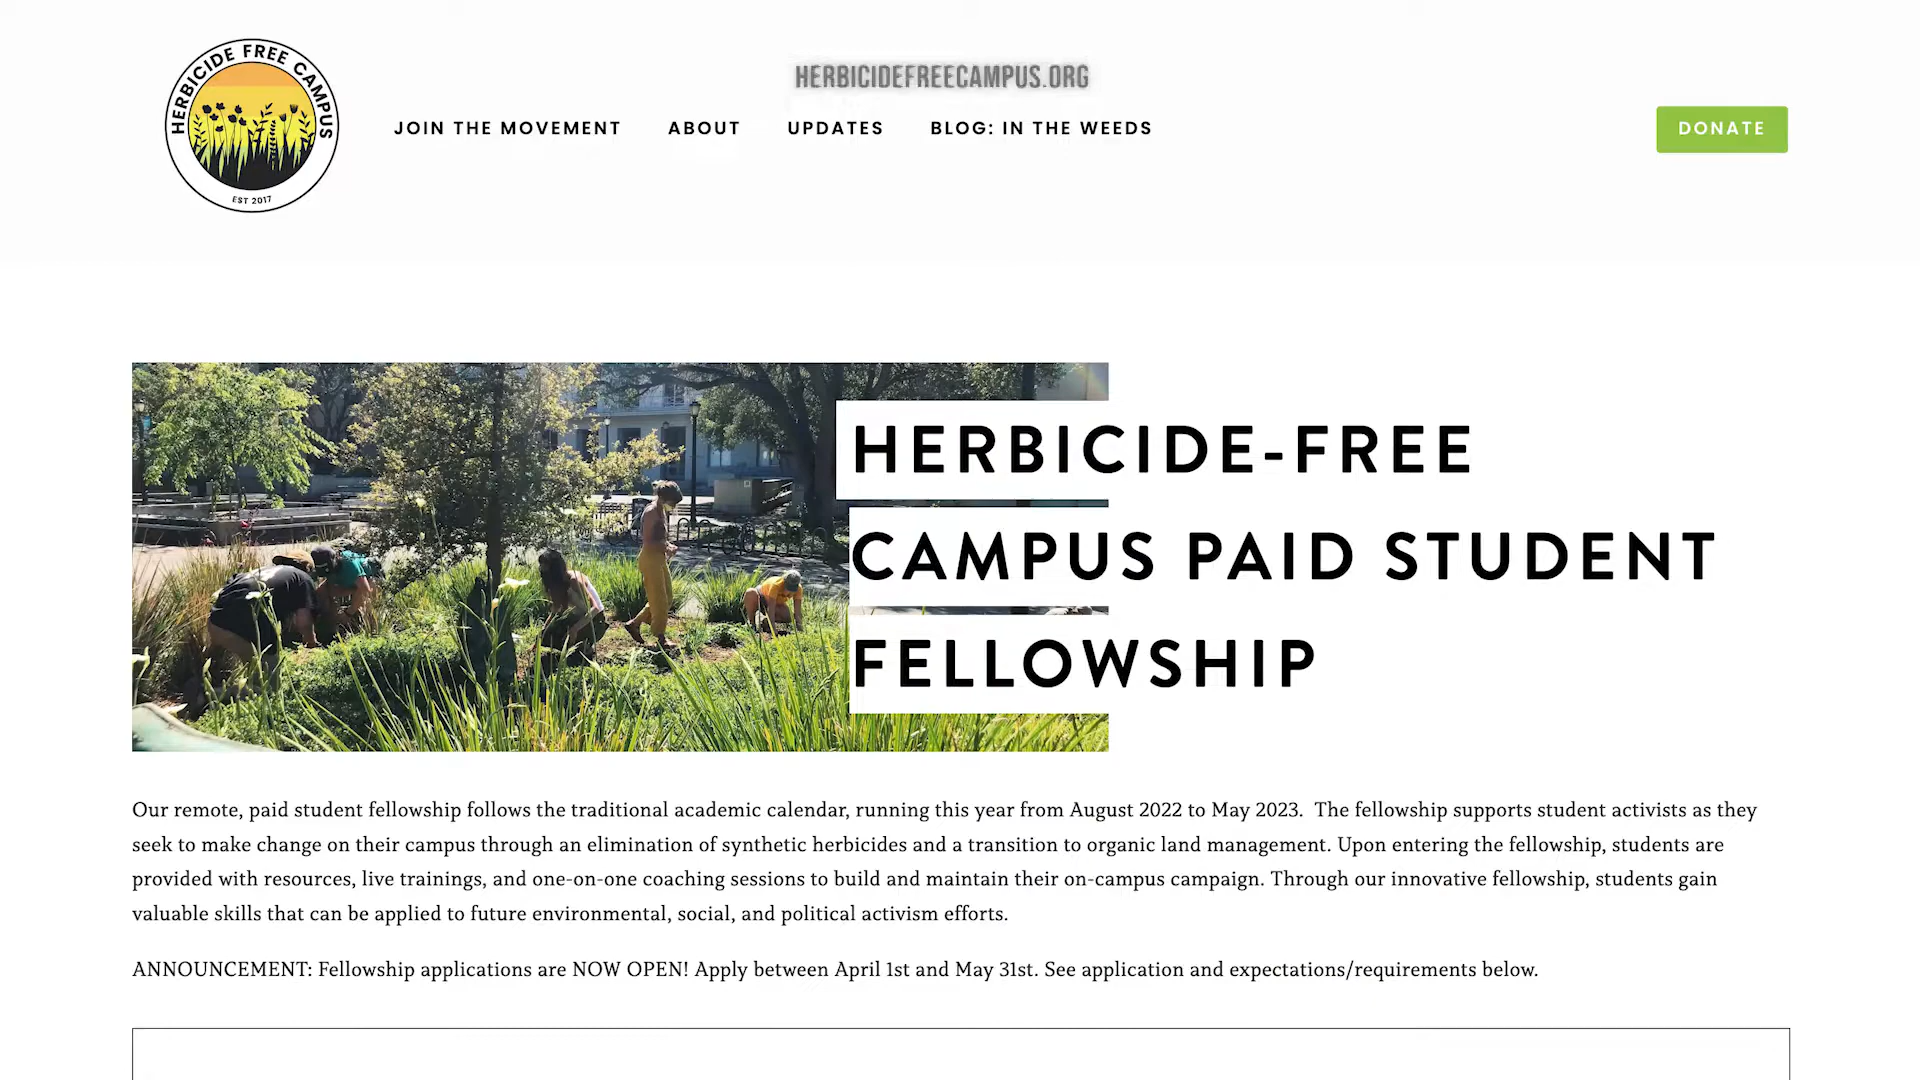 HERBICIDE FREE CAMPUS
EST 2017
HERBICIDEFREECAMPUS.ORG
JOIN THE MOVEMENT
ABOUT
UPDATES
BLOG: IN THE WEEDS
DONATE
HERBICIDE-FREE
CAMPUS PAID STUDENT
FELLOWSHIP
Our remote, paid student fellowship follows the traditional academic calendar, running this year from August 2022 to May 2023.  The fellowship supports student activists as they
seek to make change on their campus through an elimination of synthetic herbicides and a transition to organic land management. Upon entering the fellowship, students are
provided with resources, live trainings, and one-on-one coaching sessions to build and maintain their on-campus campaign. Through our innovative fellowship, students gain
valuable skills that can be applied to future environmental, social, and political activism efforts.
ANNOUNCEMENT: Fellowship applications are NOW OPEN! Apply between April 1st and May 31st. See application and expectations/requirements below.